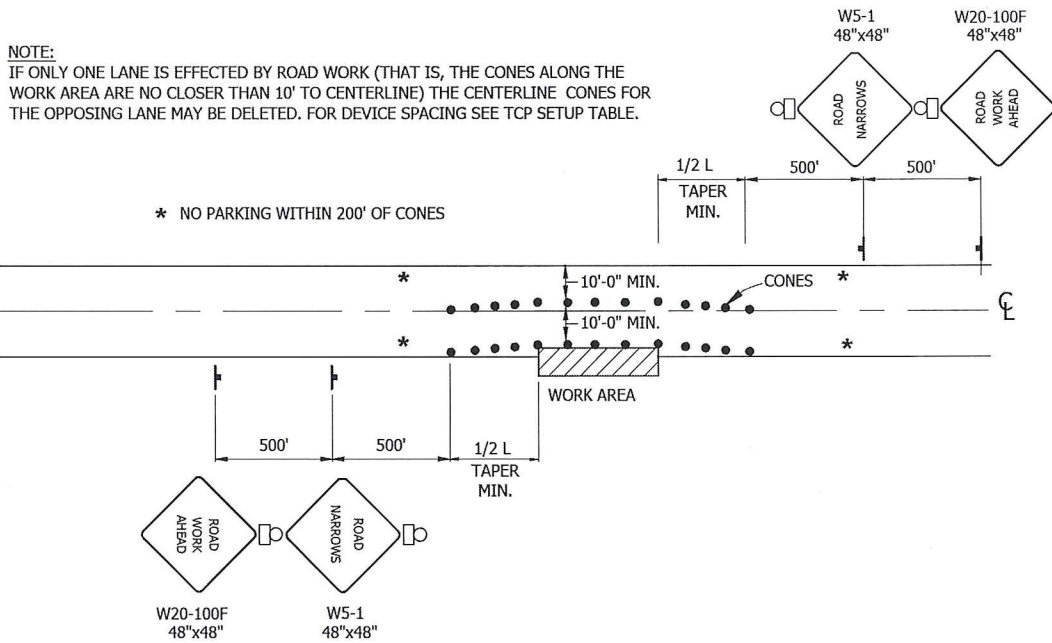 W5-1
48"x48"
W20-100F
48"x48"
NOTE:
IF ONLY ONE LANE IS EFFECTED BY ROAD WORK (THAT IS, THE CONES ALONG THE
WORK AREA ARE NO CLOSER THAN 10' TO CENTERLINE) THE CENTERLINE CONES FOR
THE OPPOSING LANE MAY BE DELETED. FOR DEVICE SPACING SEE TCP SETUP TABLE.
ROAD
NARROWS
ROAD
WORK
AHEAD
1/2 L
TAPER
MIN.
500'
500'
* NO PARKING WITHIN 200' OF CONES
*
*
10'-0" MIN.
CONES
℄
10'-0" MIN.
*
*
WORK AREA
500'
500'
1/2 L
TAPER
MIN.
ROAD
WORK
AHEAD
ROAD
NARROWS
W20-100F
48"x48"
W5-1
48"x48"